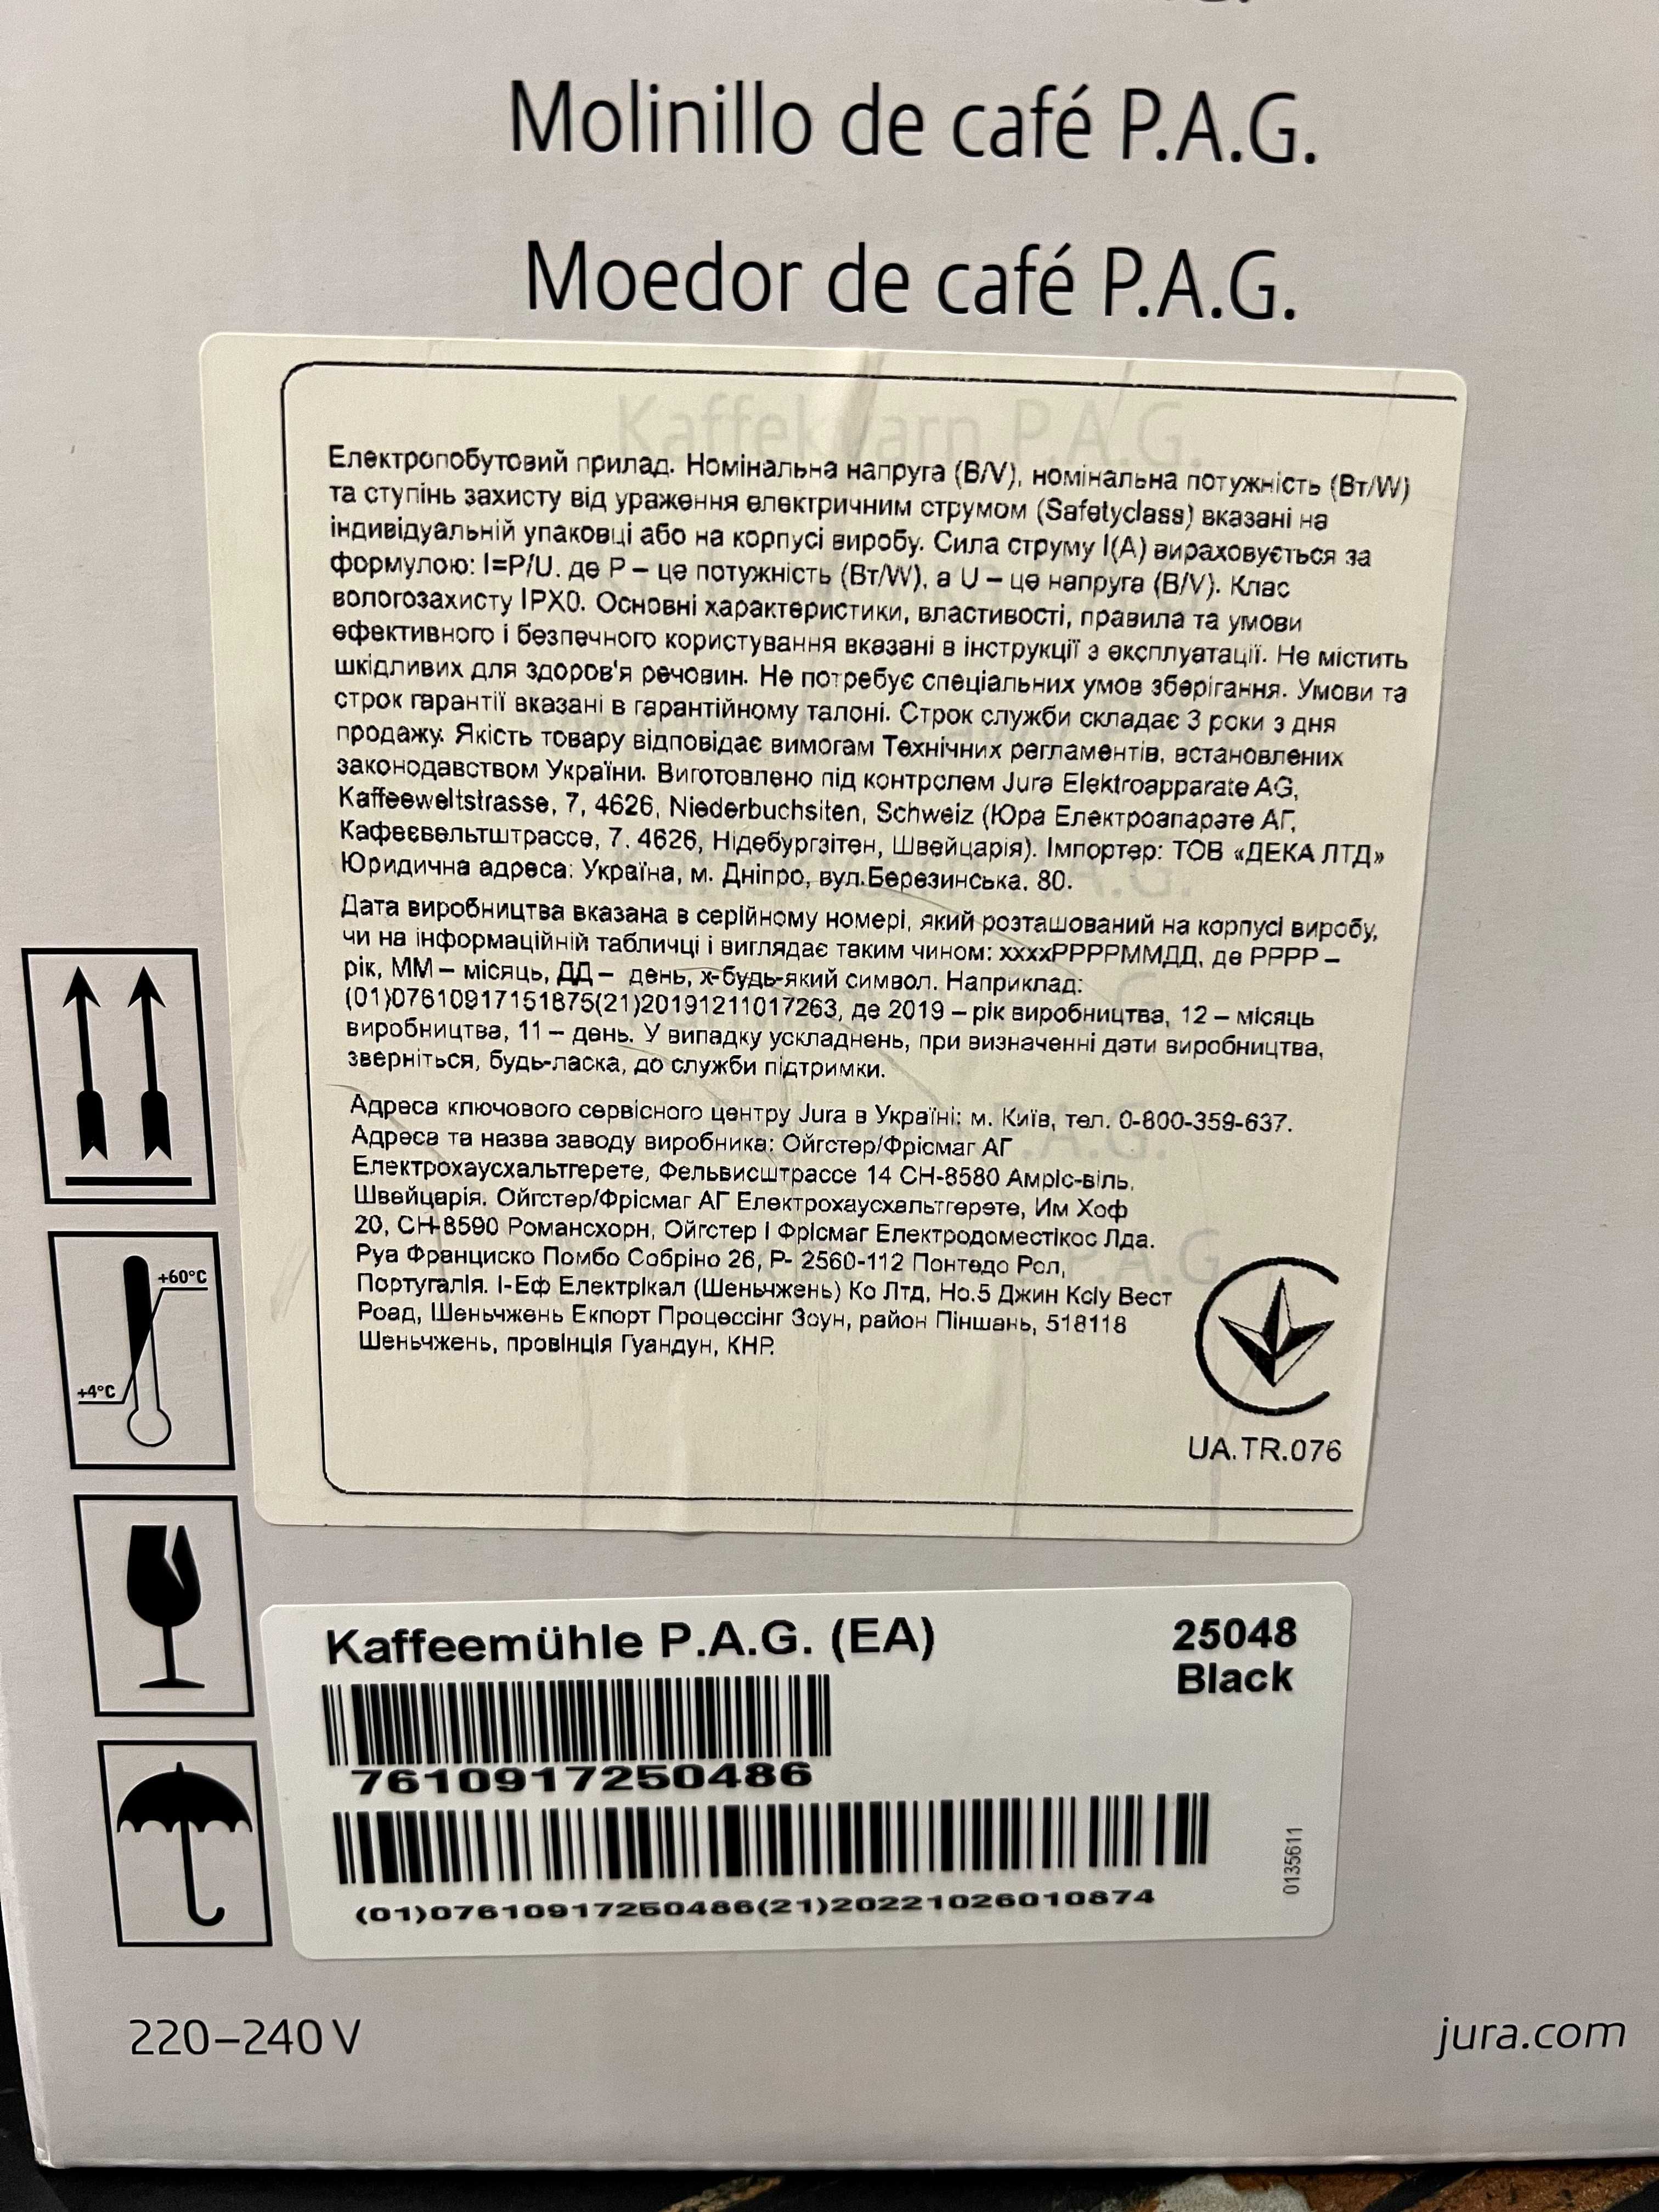 Molinillo de café P.A.G.
Moedor de café P.A.G.
Kaffekvarn P.A.G.
Електропобутовий прилад. Номінальна напруга (В/V), номінальна потужність (Вт/W)
та ступінь захисту від ураження електричним струмом (Safetyclass) вказані на
індивідуальній упаковці або на корпусі виробу. Сила струму I(A) вираховується за
формулою: I=P/U. де P – це потужність (Вт/W), а U – це напруга (В/V). Клас
вологозахисту IPX0. Основні характеристики, властивості, правила та умови
ефективного і безпечного користування вказані в інструкції з експлуатації. Не містить
шкідливих для здоров'я речовин. Не потребує спеціальних умов зберігання. Умови та
строк гарантії вказані в гарантійному талоні. Строк служби складає 3 роки з дня
продажу. Якість товару відповідає вимогам Технічних регламентів, встановлених
законодавством України. Виготовлено під контролем Jura Elektroapparate AG,
Kaffeeweltstrasse, 7, 4626, Niederbuchsiten, Schweiz (Юра Електроапарате АГ,
Кафеєвельтштрассе, 7. 4626, Нідебургзітен, Швейцарія). Імпортер: ТОВ «ДЕКА ЛТД»
Юридична адреса: Україна, м. Дніпро, вул.Березинська. 80.
Дата виробництва вказана в серійному номері, який розташований на корпусі виробу,
чи на інформаційній табличці і виглядає таким чином: ххххРРРРММДД, де РРРР –
рік, ММ – місяць, ДД – день, х-будь-який символ. Наприклад:
(01)07610917151875(21)20191211017263, де 2019 – рік виробництва, 12 – місяць
виробництва, 11 – день. У випадку ускладнень, при визначенні дати виробництва,
зверніться, будь-ласка, до служби підтримки.
Адреса ключового сервісного центру Jura в Україні: м. Київ, тел. 0-800-359-637.
Адреса та назва заводу виробника: Ойгстер/Фрісмаг АГ
Електрохаусхальтгерете, Фельвисштрассе 14 CH-8580 Амріс-віль,
Швейцарія. Ойгстер/Фрісмаг АГ Електрохаусхальтгерете, Им Хоф
20, CH-8590 Романсхорн, Ойгстер І Фрісмаг Електродоместікос Лда.
Руа Франциско Помбо Собріно 26, P- 2560-112 Понтедо Рол,
Португалія. І-Еф Електрікал (Шеньчжень) Ко Лтд, Но.5 Джин Ксіу Вест
Роад, Шеньчжень Екпорт Процессінг Зоун, район Піншань, 518118
Шеньчжень, провінція Гуандун, КНР.
UA.TR.076
+60°C
+4°C
Kaffeemühle P.A.G. (EA)
25048
Black
7610917250486
(01)07610917250486(21)20221026010874
0135611
220–240 V
jura.com